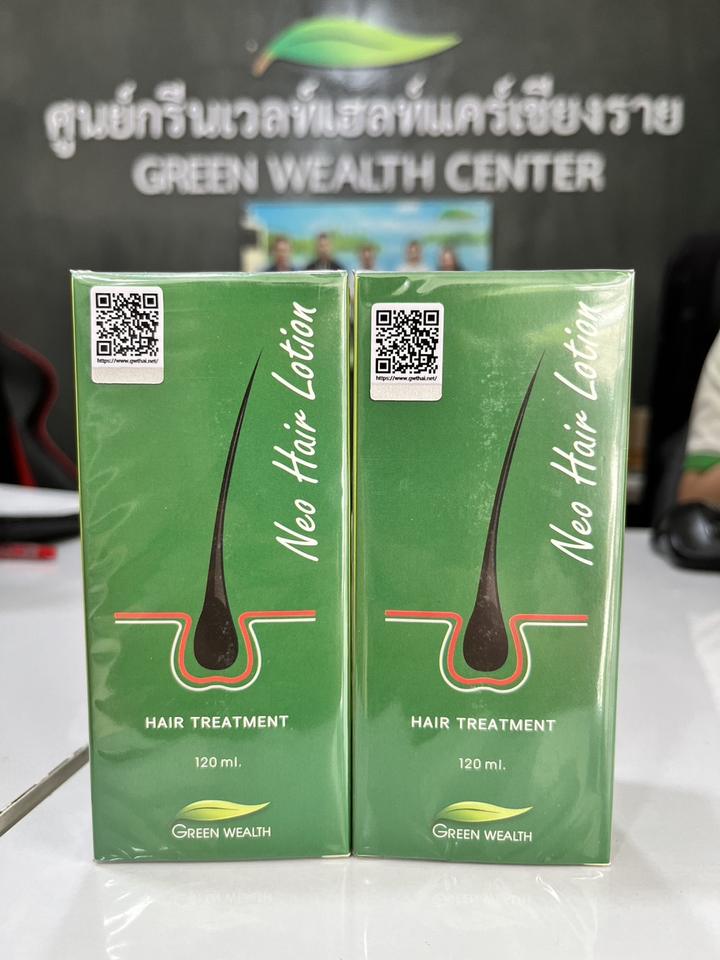 ศูนย์กรีนเวลท์เฮลท์แคร์เชียงราย
GREEN WEALTH CENTER
https://www.gwthai.net/
Neo Hair Lotion
HAIR TREATMENT
120 ml.
GREEN WEALTH
https://www.gwthai.net/
Neo Hair Lotion
HAIR TREATMENT
120 ml.
GREEN WEALTH